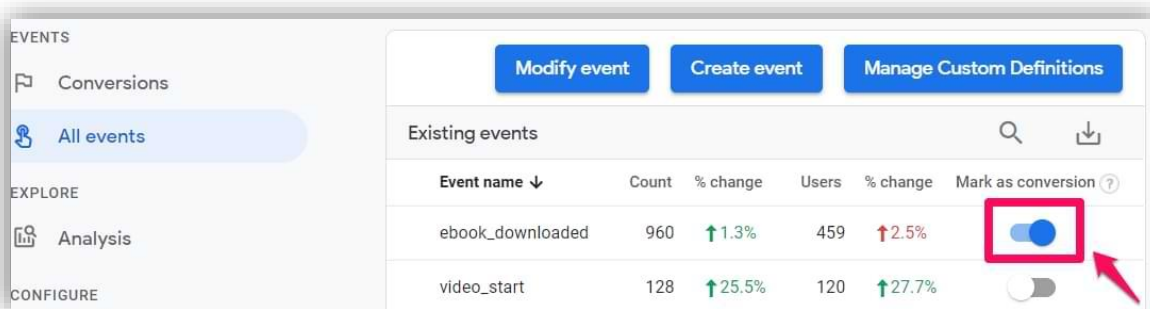 EVENTS
Conversions
All events
EXPLORE
Analysis
CONFIGURE
Modify event Create event Manage Custom Definitions
Existing events
Event name ↓ Count % change Users % change Mark as conversion ?
ebook_downloaded 960 ↑1.3% 459 ↑2.5%
video_start 128 ↑25.5% 120 ↑27.7%